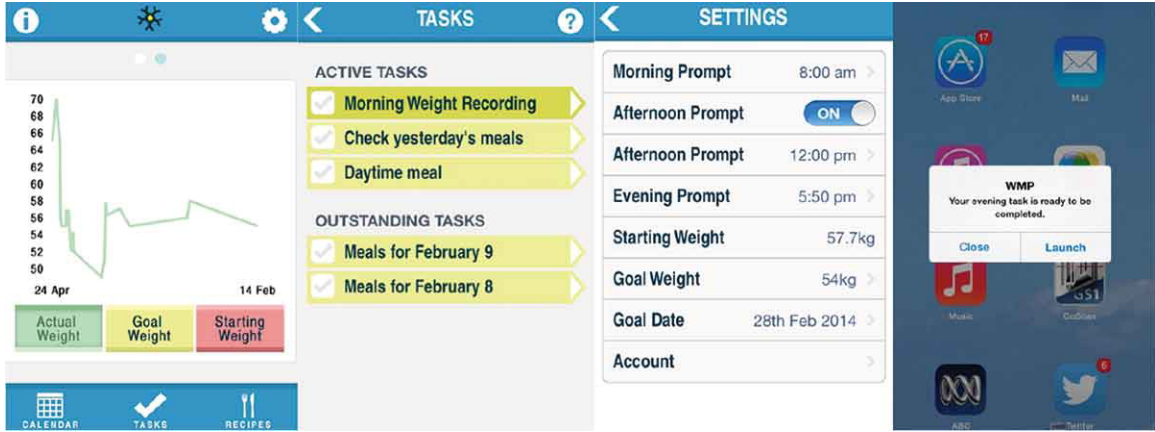 i
70
68
66
64
62
60
58
56
54
52
50
24 Apr
14 Feb
Actual
Weight
Goal
Weight
Starting
Weight
CALENDAR
TASKS
RECIPES
TASKS
?
ACTIVE TASKS
Morning Weight Recording
Check yesterday's meals
Daytime meal
OUTSTANDING TASKS
Meals for February 9
Meals for February 8
SETTINGS
Morning Prompt 8:00 am
Afternoon Prompt ON
Afternoon Prompt 12:00 pm
Evening Prompt 5:50 pm
Starting Weight 57.7kg
Goal Weight 54kg
Goal Date 28th Feb 2014
Account
17
App Store
Mail
WMP
Your evening task is ready to be
completed.
Close
Launch
Music
GS1
GoScan
6
ABC